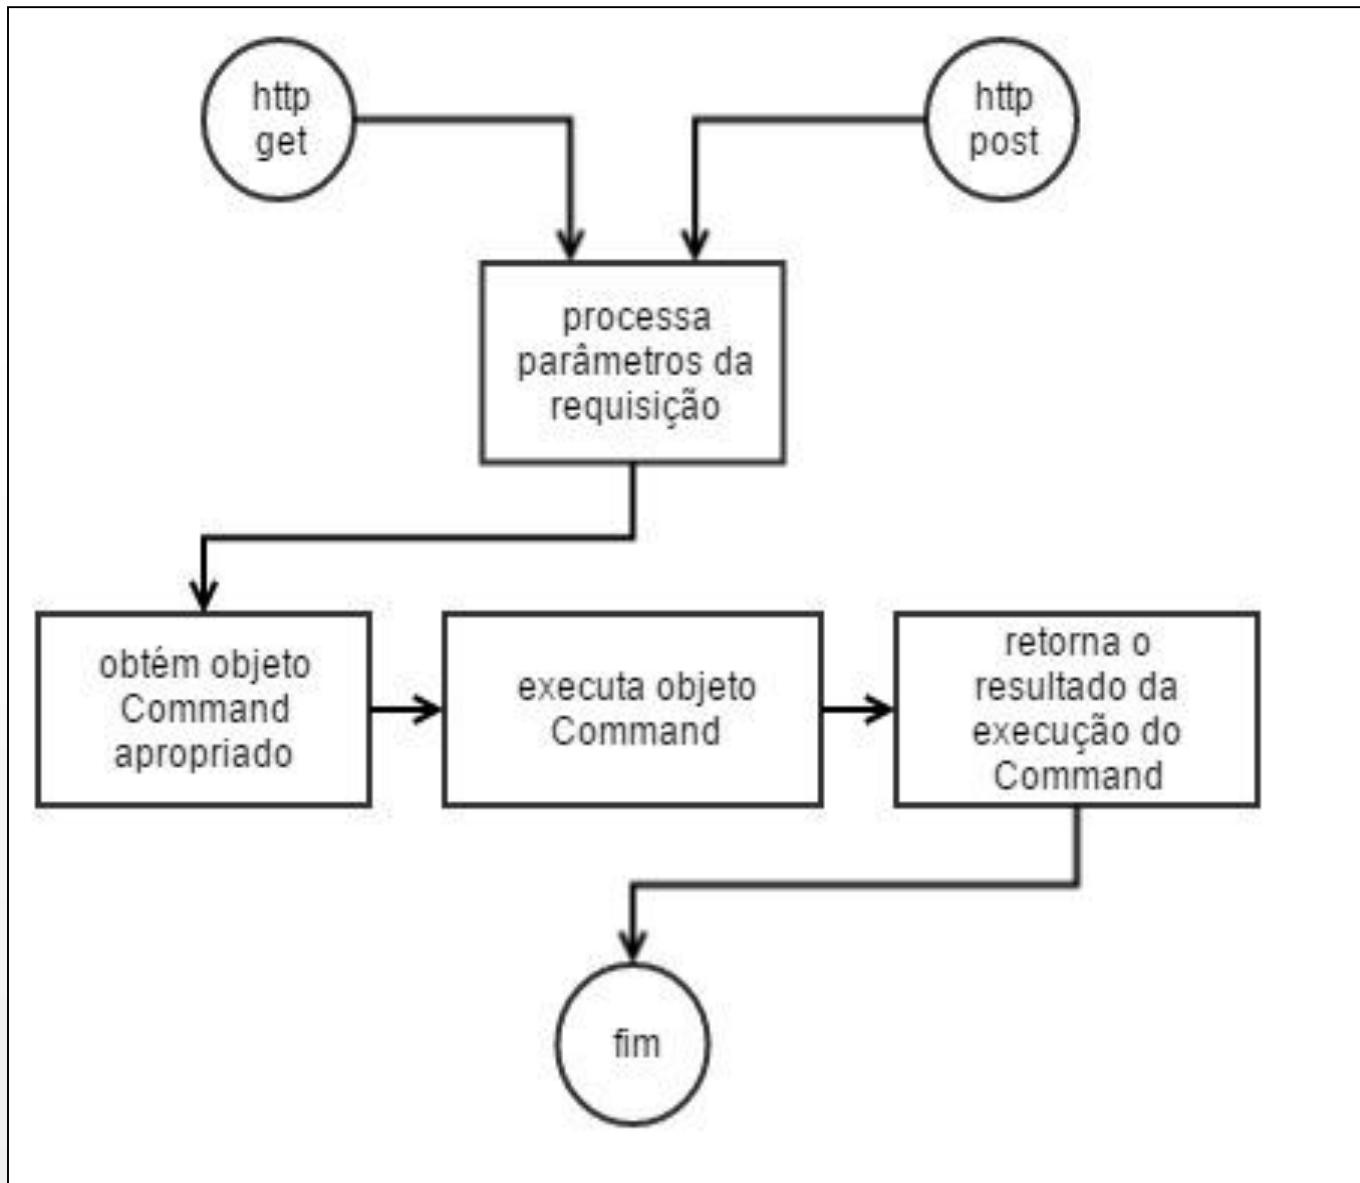 http
get
http
post
processa
parâmetros da
requisição
obtém objeto
Command
apropriado
executa objeto
Command
retorna o
resultado da
execução do
Command
fim